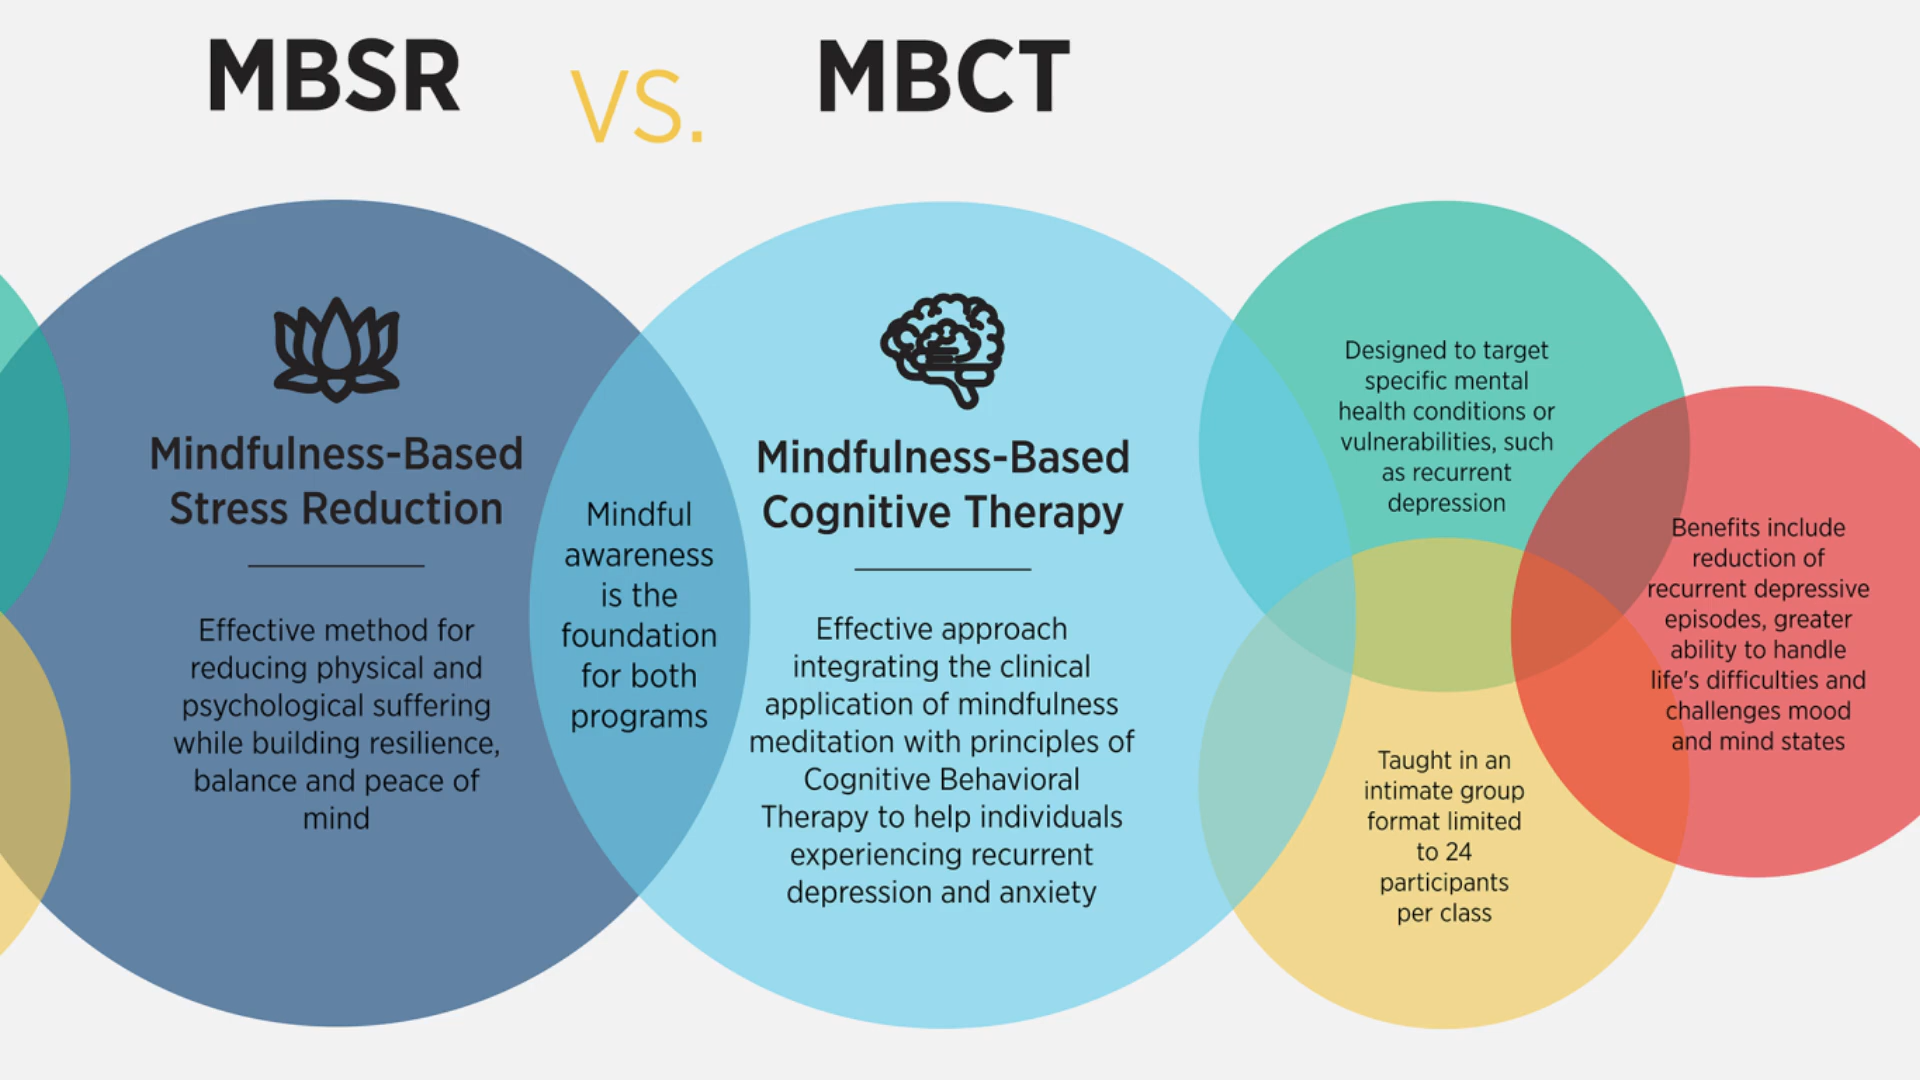 MBSR
VS.
MBCT
Mindfulness-Based
Stress Reduction
Effective method for
reducing physical and
psychological suffering
while building resilience,
balance and peace of
mind
Mindful
awareness
is the
foundation
for both
programs
Mindfulness-Based
Cognitive Therapy
Effective approach
integrating the clinical
application of mindfulness
meditation with principles of
Cognitive Behavioral
Therapy to help individuals
experiencing recurrent
depression and anxiety
Designed to target
specific mental
health conditions or
vulnerabilities, such
as recurrent
depression
Taught in an
intimate group
format limited
to 24
participants
per class
Benefits include
reduction of
recurrent depressive
episodes, greater
ability to handle
life's difficulties and
challenges mood
and mind states